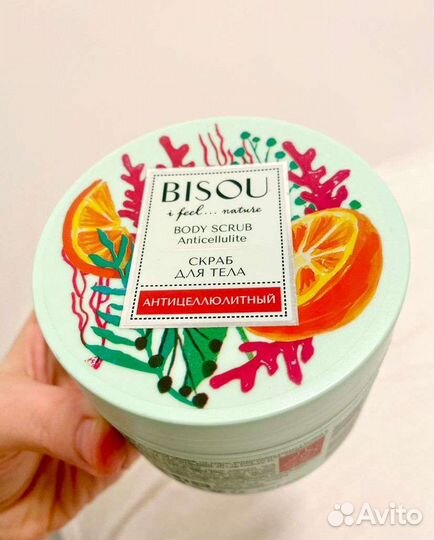 BISOU
i feel... nature
BODY SCRUB
Anticellulite
СКРАБ
ДЛЯ ТЕЛА
АНТИЦЕЛЛЮЛИТНЫЙ
Avito